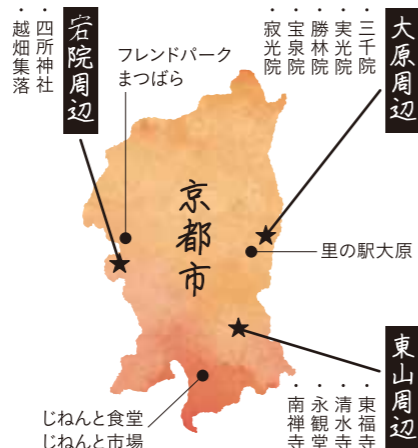 大原周辺
・三千院
・実光院
・勝林院
・宝泉院
・寂光院
岩院周辺
・四所神社
・越畑集落
フレンドパーク
まつばら
京都市
里の駅大原
東山周辺
・東福寺
・清水寺
・永観堂
・南禅寺
じねんと食堂
じねんと市場